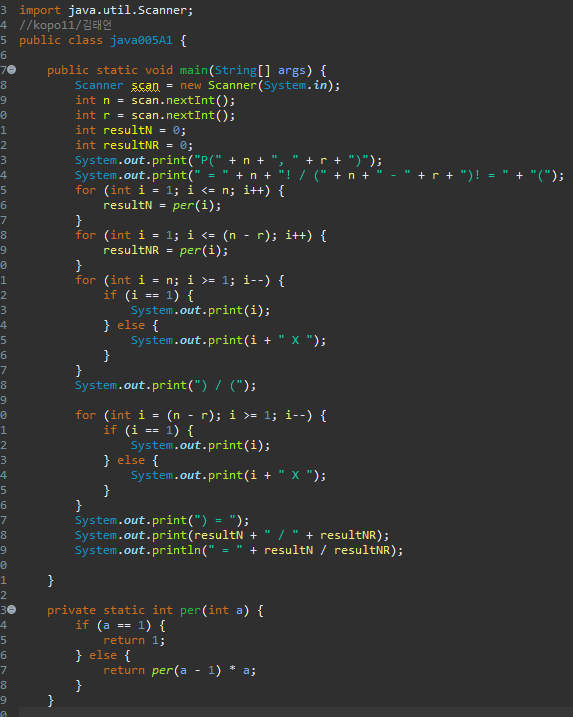 3 import java.util.Scanner;
4 //kopo11/김태연
5 public class java005A1 {
6
7 public static void main(String[] args) {
8 Scanner scan = new Scanner(System.in);
9 int n = scan.nextInt();
0 int r = scan.nextInt();
1 int resultN = 0;
2 int resultNR = 0;
3 System.out.print("P(" + n + ", " + r + ")");
4 System.out.print(" = " + n + "! / (" + n + " - " + r + ")! = " + "(");
5 for (int i = 1; i <= n; i++) {
6 resultN = per(i);
7 }
8 for (int i = 1; i <= (n - r); i++) {
9 resultNR = per(i);
0 }
1 for (int i = n; i >= 1; i--) {
2 if (i == 1) {
3 System.out.print(i);
4 } else {
5 System.out.print(i + " X ");
6 }
7 }
8 System.out.print(") / (");
9
0 for (int i = (n - r); i >= 1; i--) {
1 if (i == 1) {
2 System.out.print(i);
3 } else {
4 System.out.print(i + " X ");
5 }
6 }
7 System.out.print(") = ");
8 System.out.print(resultN + " / " + resultNR);
9 System.out.println(" = " + resultN / resultNR);
0
1 }
2
3 private static int per(int a) {
4 if (a == 1) {
5 return 1;
6 } else {
7 return per(a - 1) * a;
8 }
9 }
0